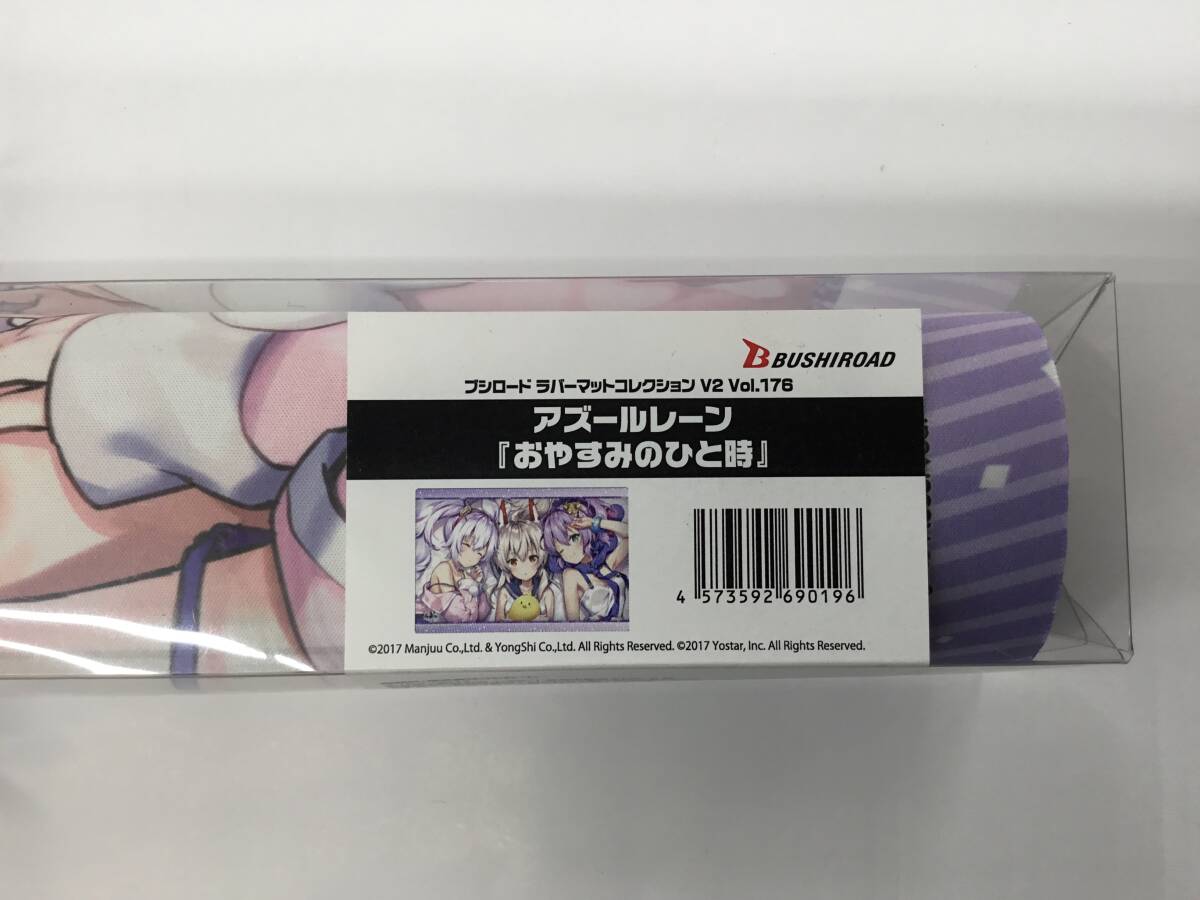 BUSHIROAD
ブシロード ラバーマットコレクション V2 Vol.176
アズールレーン
『おやすみのひと時』
4 573592 690196
©2017 Manjuu Co.,Ltd. & YongShi Co.,Ltd. All Rights Reserved. ©2017 Yostar, Inc. All Rights Reserved.